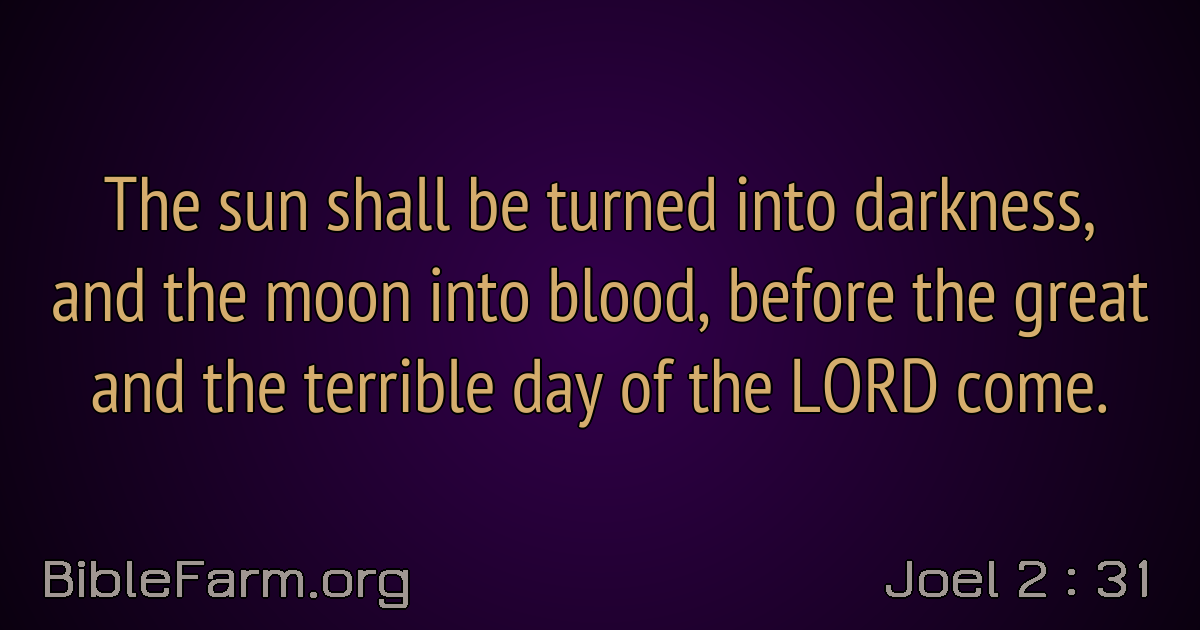 The sun shall be turned into darkness,
and the moon into blood, before the great
and the terrible day of the LORD come.
BibleFarm.org
Joel 2 : 31